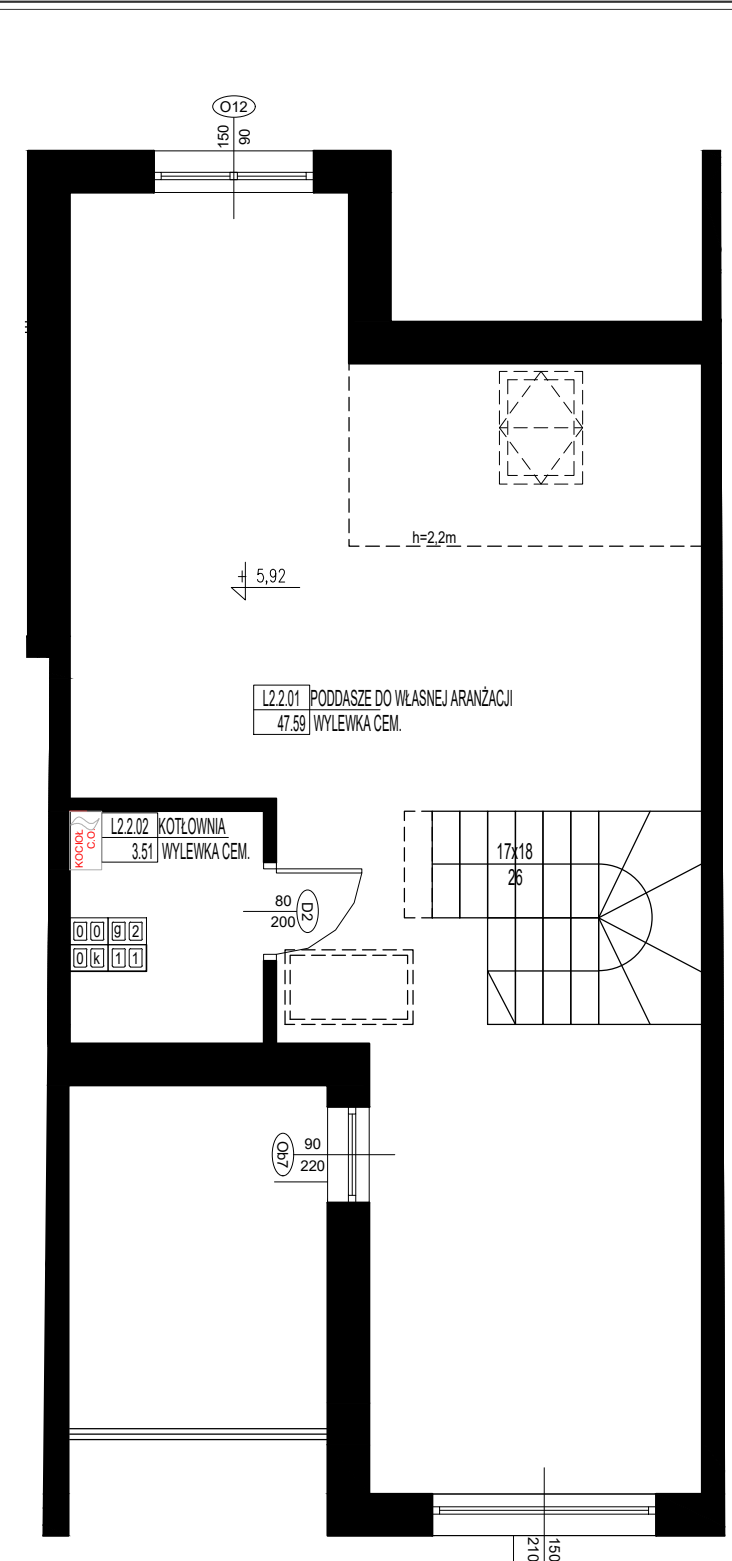 O12
150
90
h=2,2m
+ 5,92
L2.2.01 PODDASZE DO WŁASNEJ ARANŻACJI
47.59 WYLEWKA CEM.
KOCIOŁ
C.O.
L2.2.02 KOTŁOWNIA
3.51 WYLEWKA CEM.
17x18
26
80
200
D2
0 0 g 2
0 k 1 1
Ob7
90
220
150
210